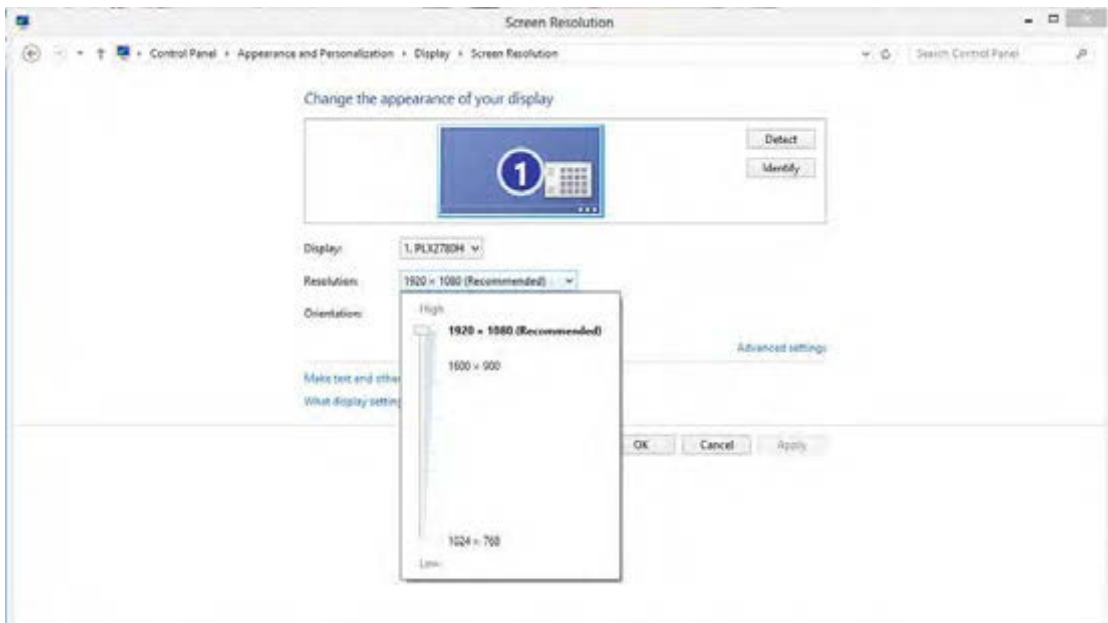 Screen Resolution
Control Panel Appearance and Personalization Display Screen Resolution
Search Control Panel
Change the appearance of your display
1
Detect
Identify
Display: 1. PLX2780H
Resolution: 1920 × 1080 (Recommended)
Orientation:
High
1920 × 1080 (Recommended)
1600 × 900
1024 × 768
Low
Advanced settings
Make text and other
What display setting
OK Cancel Apply